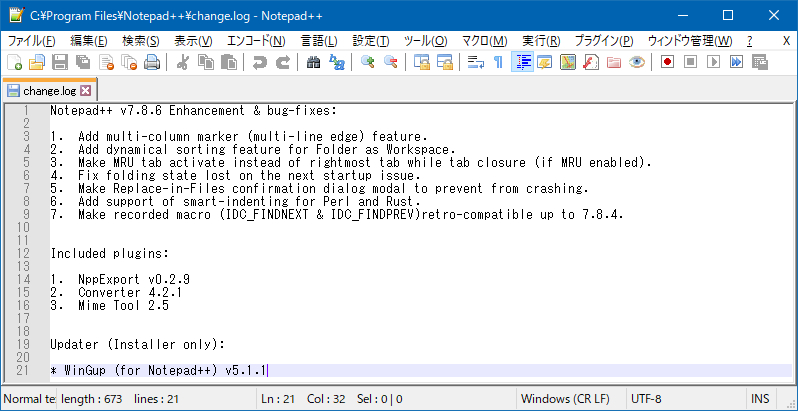 C:¥Program Files¥Notepad++¥change.log - Notepad++
ファイル(F) 編集(E) 検索(S) 表示(V) エンコード(N) 言語(L) 設定(T) ツール(O) マクロ(M) 実行(R) プラグイン(P) ウィンドウ管理(W) ? X
change.log
1 Notepad++ v7.8.6 Enhancement & bug-fixes:
2
3 1. Add multi-column marker (multi-line edge) feature.
4 2. Add dynamical sorting feature for Folder as Workspace.
5 3. Make MRU tab activate instead of rightmost tab while tab closure (if MRU enabled).
6 4. Fix folding state lost on the next startup issue.
7 5. Make Replace-in-Files confirmation dialog modal to prevent from crashing.
8 6. Add support of smart-indenting for Perl and Rust.
9 7. Make recorded macro (IDC_FINDNEXT & IDC_FINDPREV)retro-compatible up to 7.8.4.
10
11
12 Included plugins:
13
14 1. NppExport v0.2.9
15 2. Converter 4.2.1
16 3. Mime Tool 2.5
17
18
19 Updater (Installer only):
20
21 * WinGup (for Notepad++) v5.1.1
Normal te: length : 673 lines : 21 Ln : 21 Col : 32 Sel : 0 | 0 Windows (CR LF) UTF-8 INS